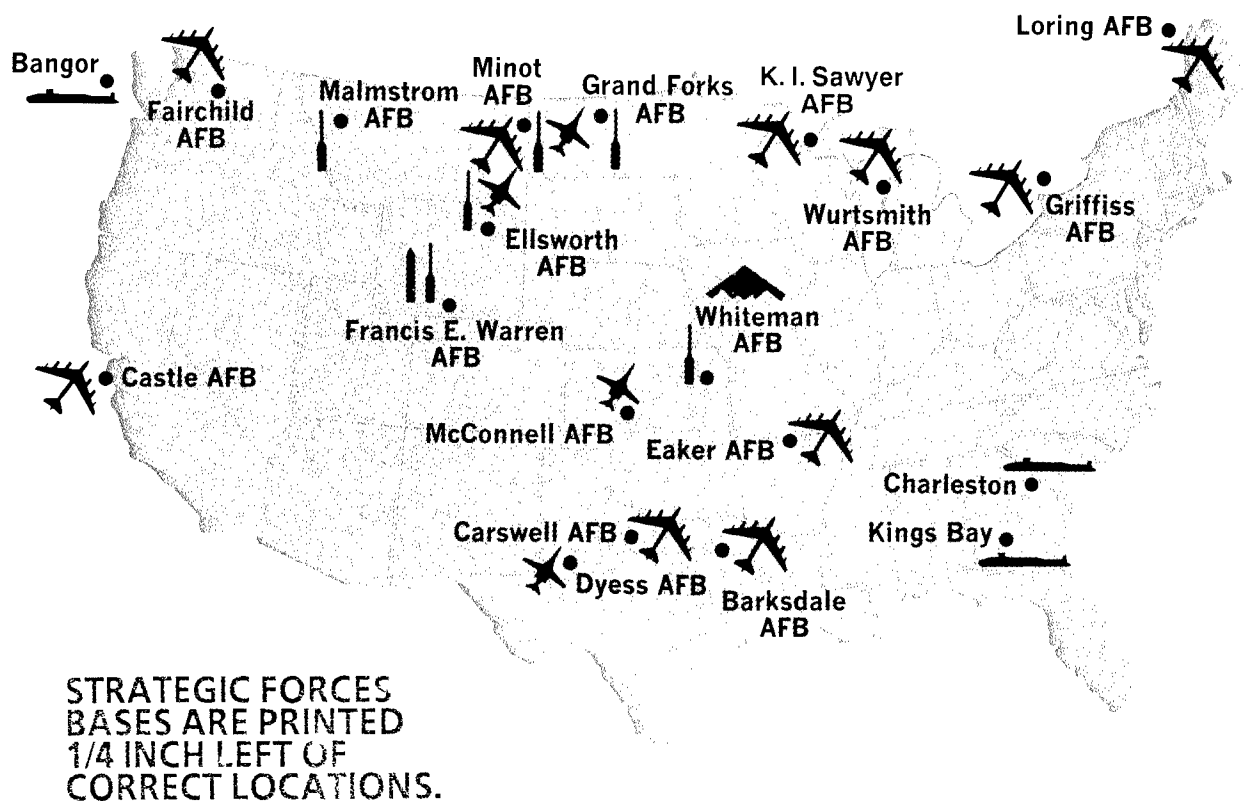 Loring AFB
Bangor
Fairchild
AFB
Malmstrom
AFB
Minot
AFB
Grand Forks
AFB
K. I. Sawyer
AFB
Wurtsmith
AFB
Griffiss
AFB
Ellsworth
AFB
Francis E. Warren
AFB
Whiteman
AFB
Castle AFB
McConnell AFB
Eaker AFB
Charleston
Kings Bay
Carswell AFB
Dyess AFB
Barksdale
AFB
STRATEGIC FORCES
BASES ARE PRINTED
1/4 INCH LEFT OF
CORRECT LOCATIONS.